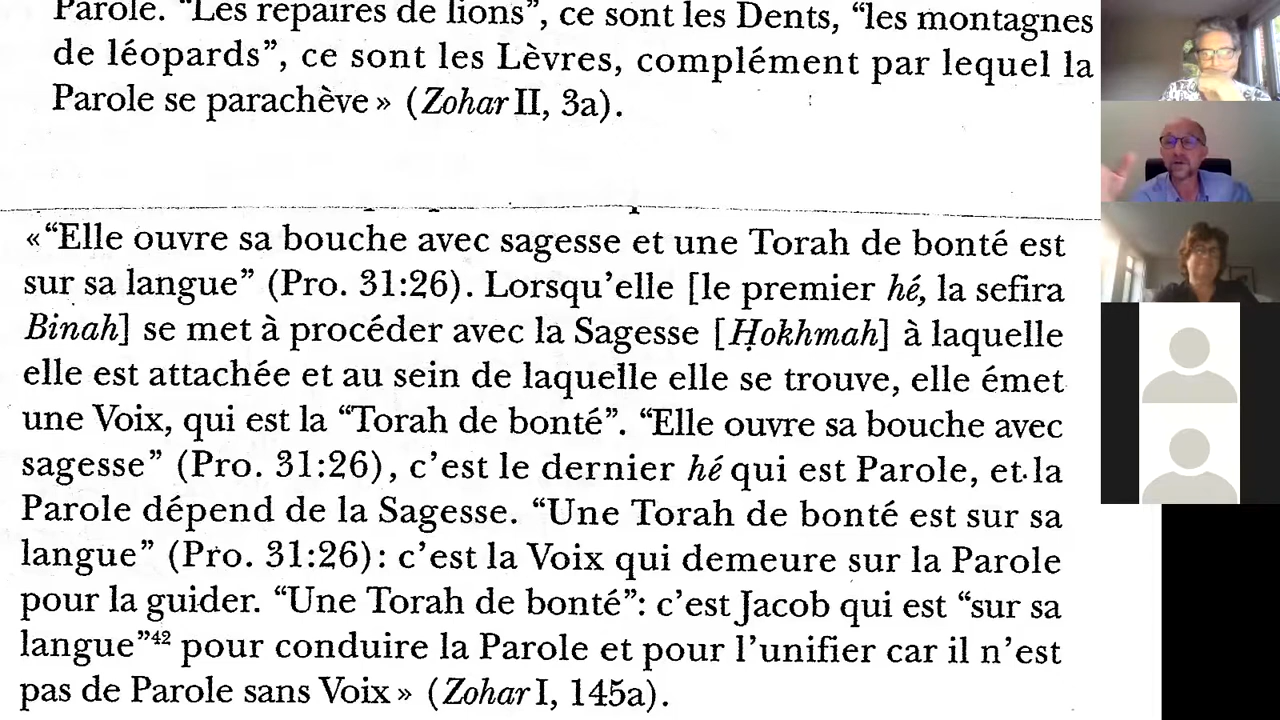 Parole. “Les repaires de lions”, ce sont les Dents, “les montagnes
de léopards”, ce sont les Lèvres, complément par lequel la
Parole se parachève » (Zohar II, 3a).
«“Elle ouvre sa bouche avec sagesse et une Torah de bonté est
sur sa langue” (Pro. 31:26). Lorsqu’elle [le premier hé, la sefira
Binah] se met à procéder avec la Sagesse [Ḥokhmah] à laquelle
elle est attachée et au sein de laquelle elle se trouve, elle émet
une Voix, qui est la “Torah de bonté”. “Elle ouvre sa bouche avec
sagesse” (Pro. 31:26), c’est le dernier hé qui est Parole, et la
Parole dépend de la Sagesse. “Une Torah de bonté est sur sa
langue” (Pro. 31:26): c’est la Voix qui demeure sur la Parole
pour la guider. “Une Torah de bonté”: c’est Jacob qui est “sur sa
langue”42 pour conduire la Parole et pour l’unifier car il n’est
pas de Parole sans Voix» (Zohar I, 145a).